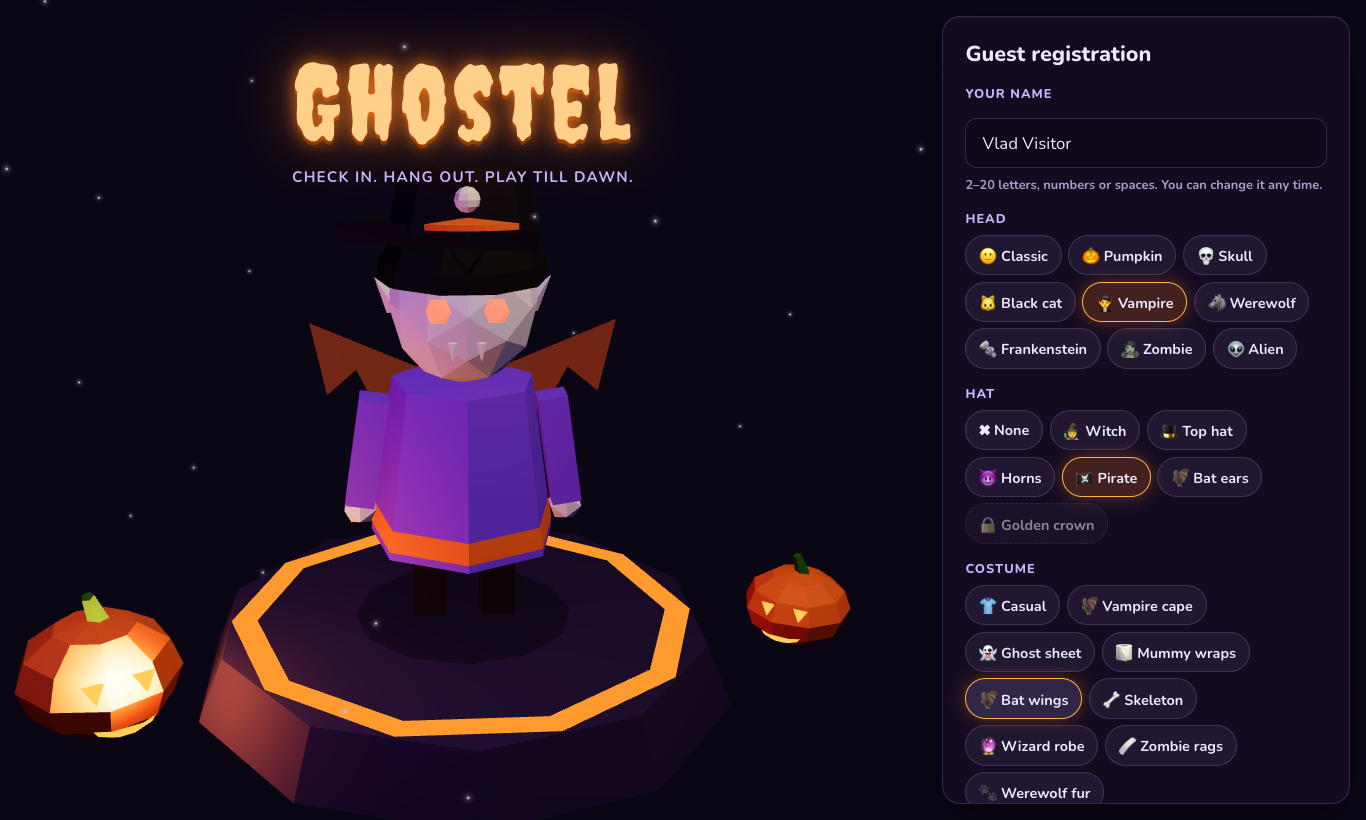 GHOSTEL
CHECK IN. HANG OUT. PLAY TILL DAWN.
Guest registration
YOUR NAME
Vlad Visitor
2–20 letters, numbers or spaces. You can change it any time.
HEAD
Classic Pumpkin Skull
Black cat Vampire Werewolf
Frankenstein Zombie Alien
HAT
None Witch Top hat
Horns Pirate Bat ears
Golden crown
COSTUME
Casual Vampire cape
Ghost sheet Mummy wraps
Bat wings Skeleton
Wizard robe Zombie rags
Werewolf fur